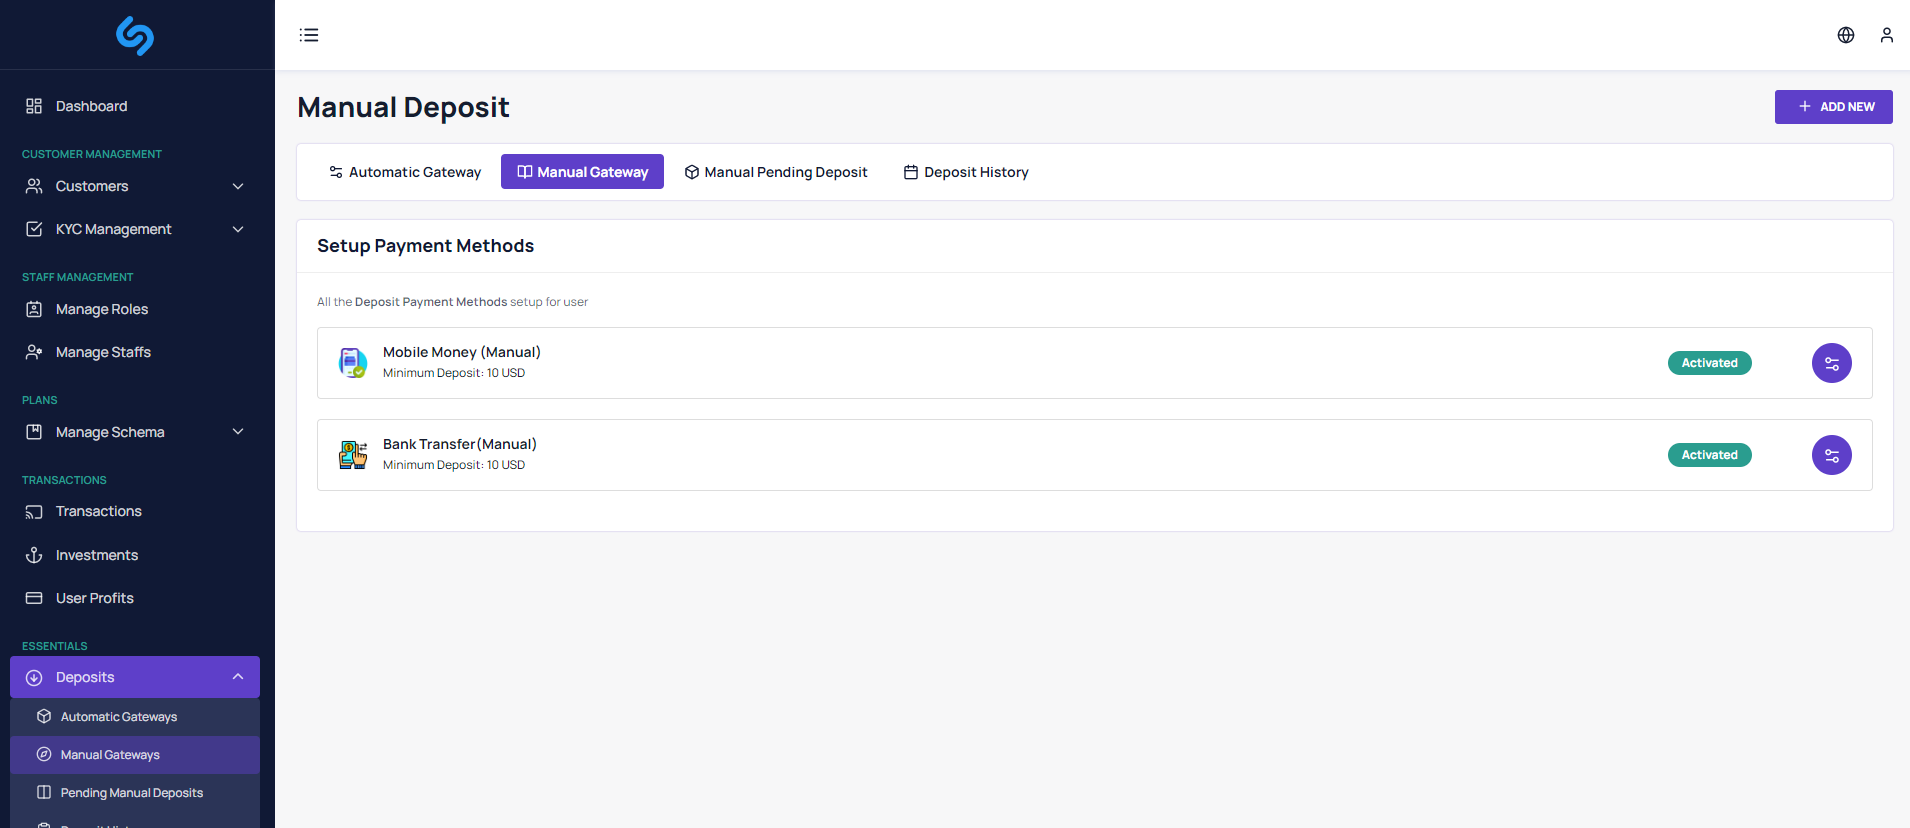 Dashboard
CUSTOMER MANAGEMENT
Customers
KYC Management
STAFF MANAGEMENT
Manage Roles
Manage Staffs
PLANS
Manage Schema
TRANSACTIONS
Transactions
Investments
User Profits
ESSENTIALS
Deposits
Automatic Gateways
Manual Gateways
Pending Manual Deposits
Manual Deposit
ADD NEW
Automatic Gateway
Manual Gateway
Manual Pending Deposit
Deposit History
Setup Payment Methods
All the Deposit Payment Methods setup for user
Mobile Money (Manual)
Minimum Deposit: 10 USD
Activated
Bank Transfer(Manual)
Minimum Deposit: 10 USD
Activated